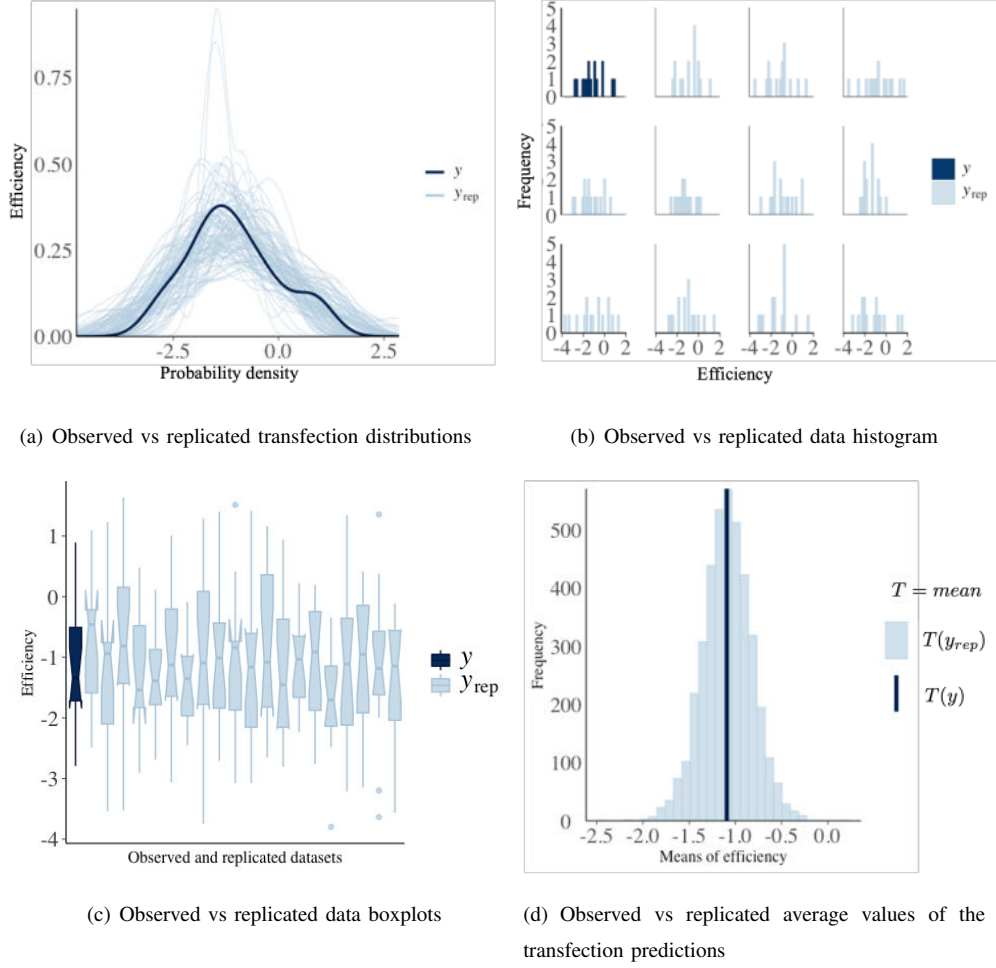 0.75
0.50
0.25
0.00
Efficiency
-2.5 0.0 2.5
Probability density
y
yrep
5
4
3
2
1
0
5
4
3
2
1
0
5
4
3
2
1
0
Frequency
-4 -2 0 2 -4 -2 0 2 -4 -2 0 2 -4 -2 0 2
Efficiency
y
yrep
(a) Observed vs replicated transfection distributions
(b) Observed vs replicated data histogram
1
0
-1
-2
-3
-4
Efficiency
Observed and replicated datasets
y
yrep
500
400
300
200
100
0
Frequency
-2.5 -2.0 -1.5 -1.0 -0.5 0.0
Means of efficiency
T = mean
T(yrep)
T(y)
(c) Observed vs replicated data boxplots
(d) Observed vs replicated average values of the
transfection predictions